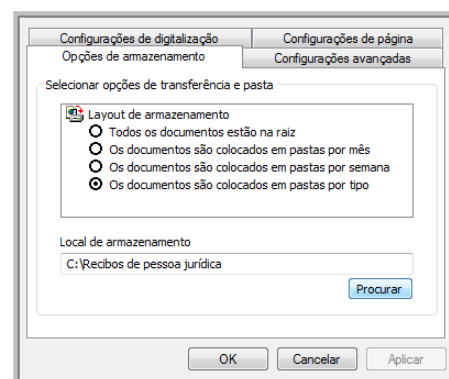 Configurações de digitalização
Configurações de página
Opções de armazenamento
Configurações avançadas
Selecionar opções de transferência e pasta
Layout de armazenamento
Todos os documentos estão na raiz
Os documentos são colocados em pastas por mês
Os documentos são colocados em pastas por semana
Os documentos são colocados em pastas por tipo
Local de armazenamento
C:\Recibos de pessoa jurídica
Procurar
OK
Cancelar
Aplicar